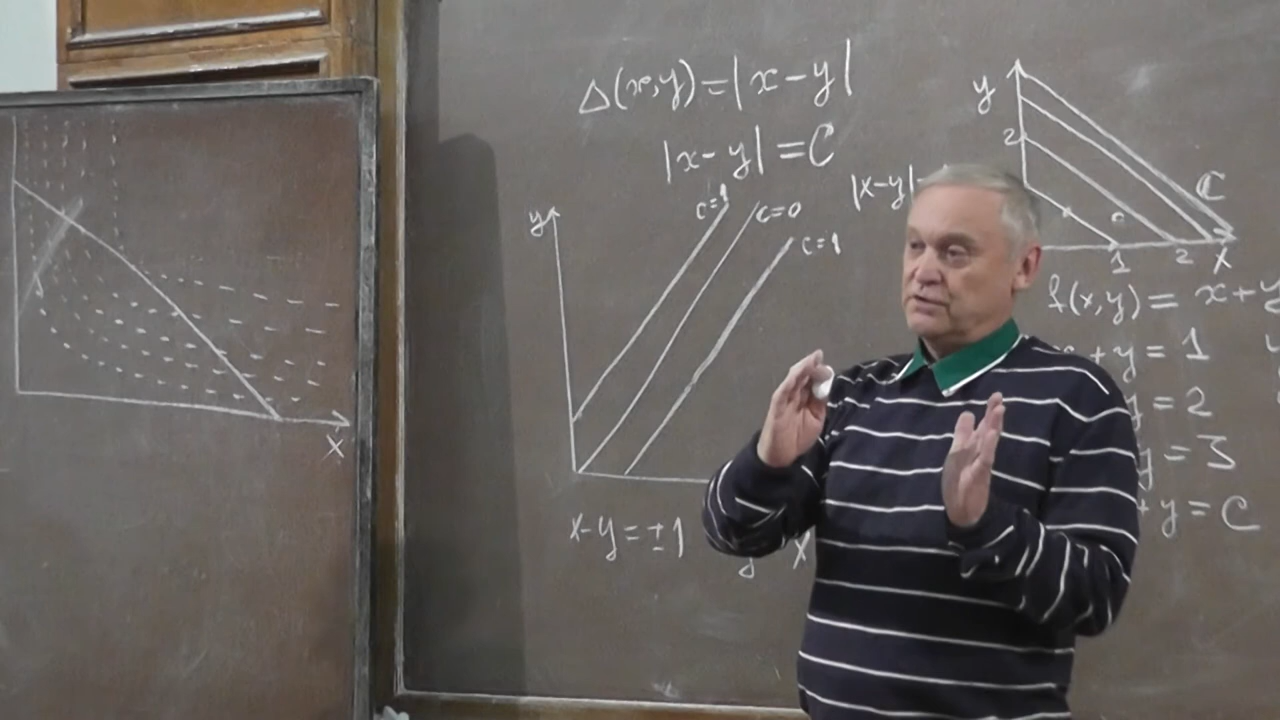 Δ(x,y)=|x-y|
|x-y|=C
y
c=1
c=0
c=1
x-y=±1
X
X
|x-y|
y
2
C
1
2
X
f(x,y)=x+y
+y=1
y=2
y=3
+y=C